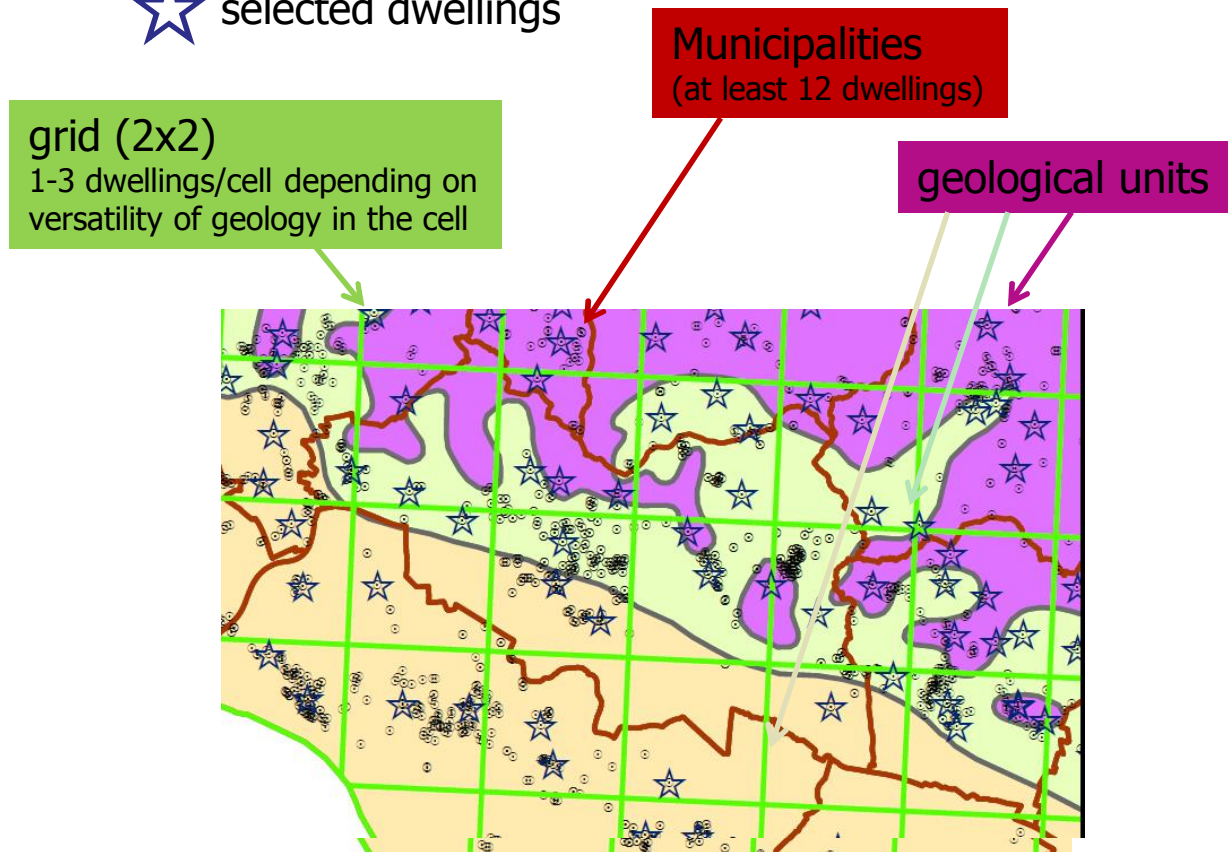 selected dwellings
Municipalities
(at least 12 dwellings)
grid (2x2)
1-3 dwellings/cell depending on
versatility of geology in the cell
geological units